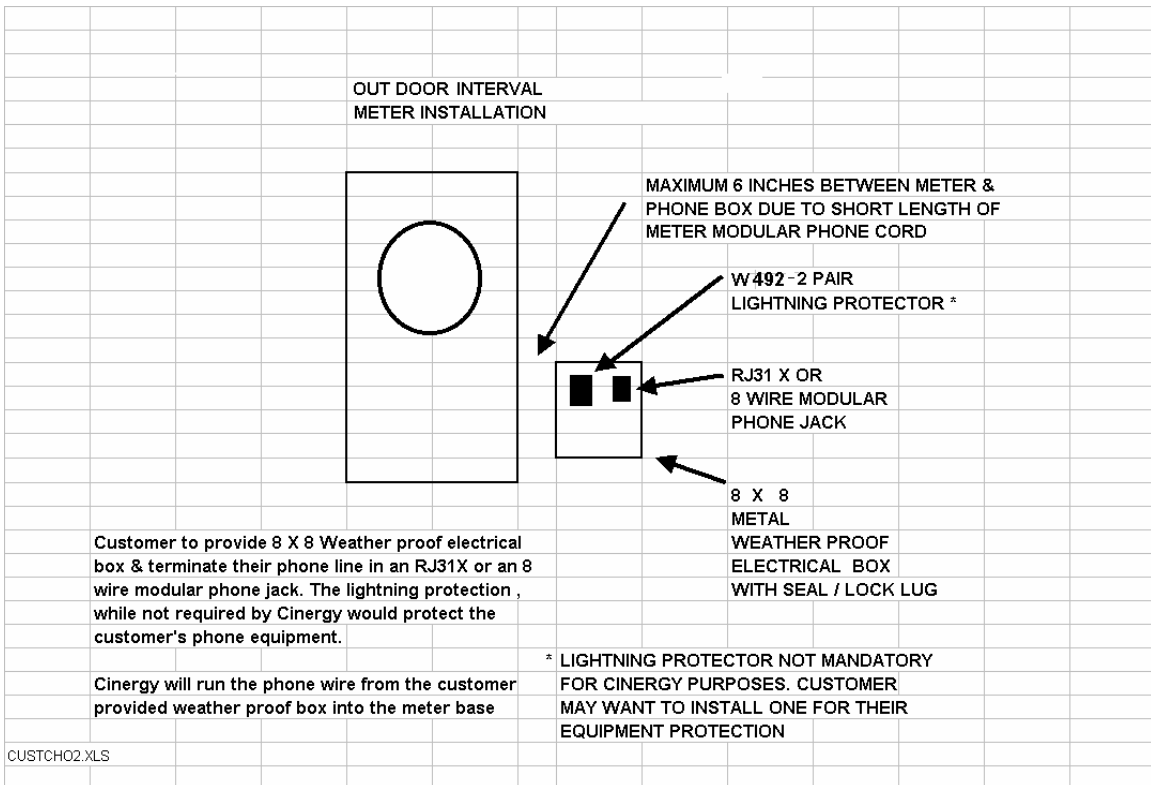 OUT DOOR INTERVAL
METER INSTALLATION
MAXIMUM 6 INCHES BETWEEN METER &
PHONE BOX DUE TO SHORT LENGTH OF
METER MODULAR PHONE CORD
W492-2 PAIR
LIGHTNING PROTECTOR *
RJ31 X OR
8 WIRE MODULAR
PHONE JACK
8 X 8
METAL
WEATHER PROOF
ELECTRICAL BOX
WITH SEAL / LOCK LUG
Customer to provide 8 X 8 Weather proof electrical
box & terminate their phone line in an RJ31X or an 8
wire modular phone jack. The lightning protection ,
while not required by Cinergy would protect the
customer's phone equipment.
Cinergy will run the phone wire from the customer
provided weather proof box into the meter base
* LIGHTNING PROTECTOR NOT MANDATORY
FOR CINERGY PURPOSES. CUSTOMER
MAY WANT TO INSTALL ONE FOR THEIR
EQUIPMENT PROTECTION
CUSTCHO2.XLS